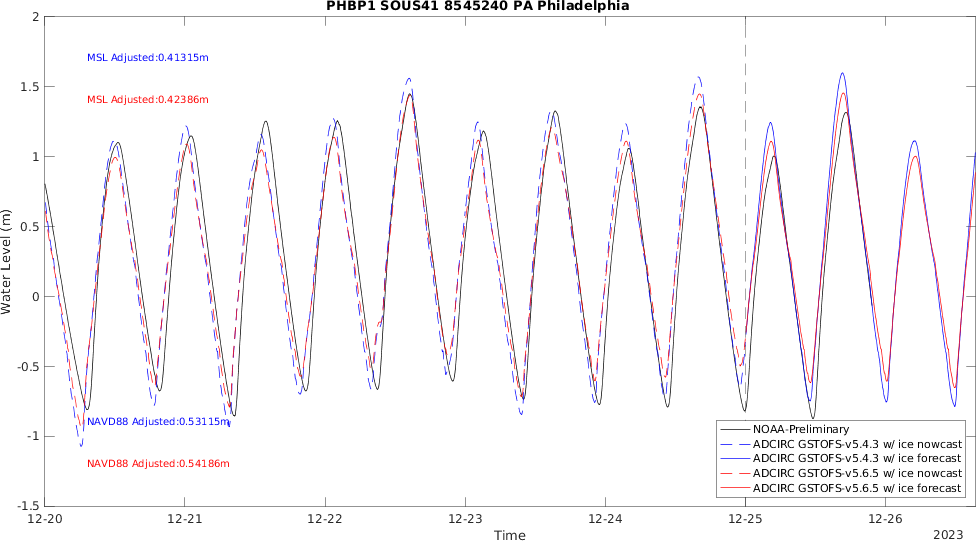 PHBP1 SOUS41 8545240 PA Philadelphia
2
1.5
1
0.5
0
-0.5
-1
-1.5
Water Level (m)
MSL Adjusted:0.41315m
MSL Adjusted:0.42386m
NAVD88 Adjusted:0.53115m
NAVD88 Adjusted:0.54186m
NOAA-Preliminary
ADCIRC GSTOFS-v5.4.3 w/ ice nowcast
ADCIRC GSTOFS-v5.4.3 w/ ice forecast
ADCIRC GSTOFS-v5.6.5 w/ ice nowcast
ADCIRC GSTOFS-v5.6.5 w/ ice forecast
12-20 12-21 12-22 12-23 12-24 12-25 12-26
Time
2023